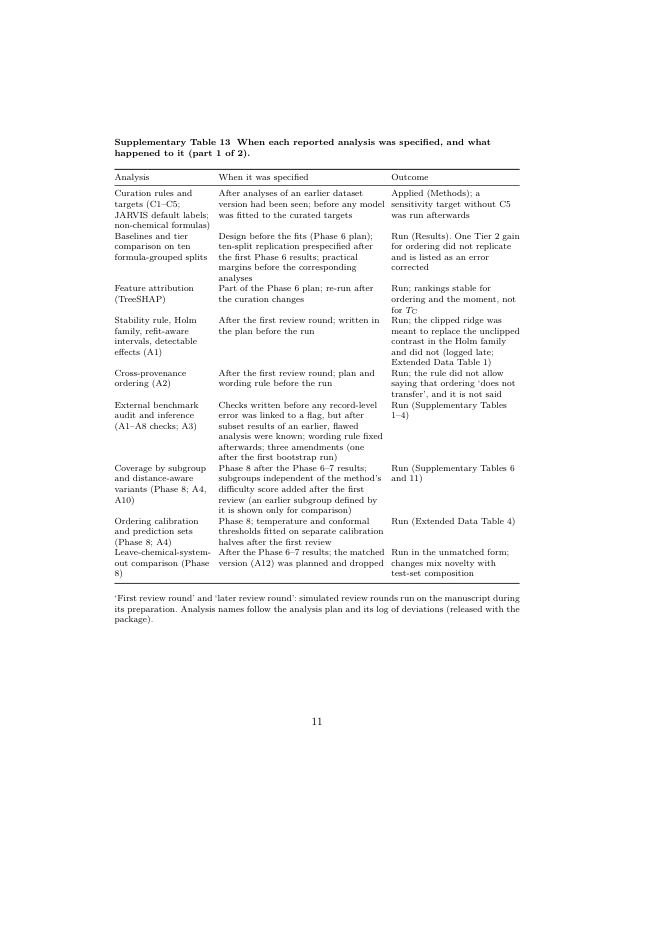 Supplementary Table 13 When each reported analysis was specified, and what
happened to it (part 1 of 2).
Analysis When it was specified Outcome
Curation rules and After analyses of an earlier dataset Applied (Methods); a
targets (C1–C5; version had been seen; before any model sensitivity target without C5
JARVIS default labels; was fitted to the curated targets was run afterwards
non-chemical formulas)
Baselines and tier Design before the fits (Phase 6 plan); Run (Results). One Tier 2 gain
comparison on ten ten-split replication prespecified after for ordering did not replicate
formula-grouped splits the first Phase 6 results; practical and is listed as an error
margins before the corresponding corrected
analyses
Feature attribution Part of the Phase 6 plan; re-run after Run; rankings stable for
(TreeSHAP) the curation changes ordering and the moment, not
for TC
Stability rule, Holm After the first review round; written in Run; the clipped ridge was
family, refit-aware the plan before the run meant to replace the unclipped
intervals, detectable contrast in the Holm family
effects (A1) and did not (logged late;
Extended Data Table 1)
Cross-provenance After the first review round; plan and Run; the rule did not allow
ordering (A2) wording rule before the run saying that ordering ‘does not
transfer’, and it is not said
External benchmark Checks written before any record-level Run (Supplementary Tables
audit and inference error was linked to a flag, but after 1–4)
(A1–A8 checks; A3) subset results of an earlier, flawed
analysis were known; wording rule fixed
afterwards; three amendments (one
after the first bootstrap run)
Coverage by subgroup Phase 8 after the Phase 6–7 results; Run (Supplementary Tables 6
and distance-aware subgroups independent of the method’s and 11)
variants (Phase 8; A4, difficulty score added after the first
A10) review (an earlier subgroup defined by
it is shown only for comparison)
Ordering calibration Phase 8; temperature and conformal Run (Extended Data Table 4)
and prediction sets thresholds fitted on separate calibration
(Phase 8; A4) halves after the first review
Leave-chemical-system- After the Phase 6–7 results; the matched Run in the unmatched form;
out comparison (Phase version (A12) was planned and dropped changes mix novelty with
8) test-set composition
‘First review round’ and ‘later review round’: simulated review rounds run on the manuscript during
its preparation. Analysis names follow the analysis plan and its log of deviations (released with the
package).
11